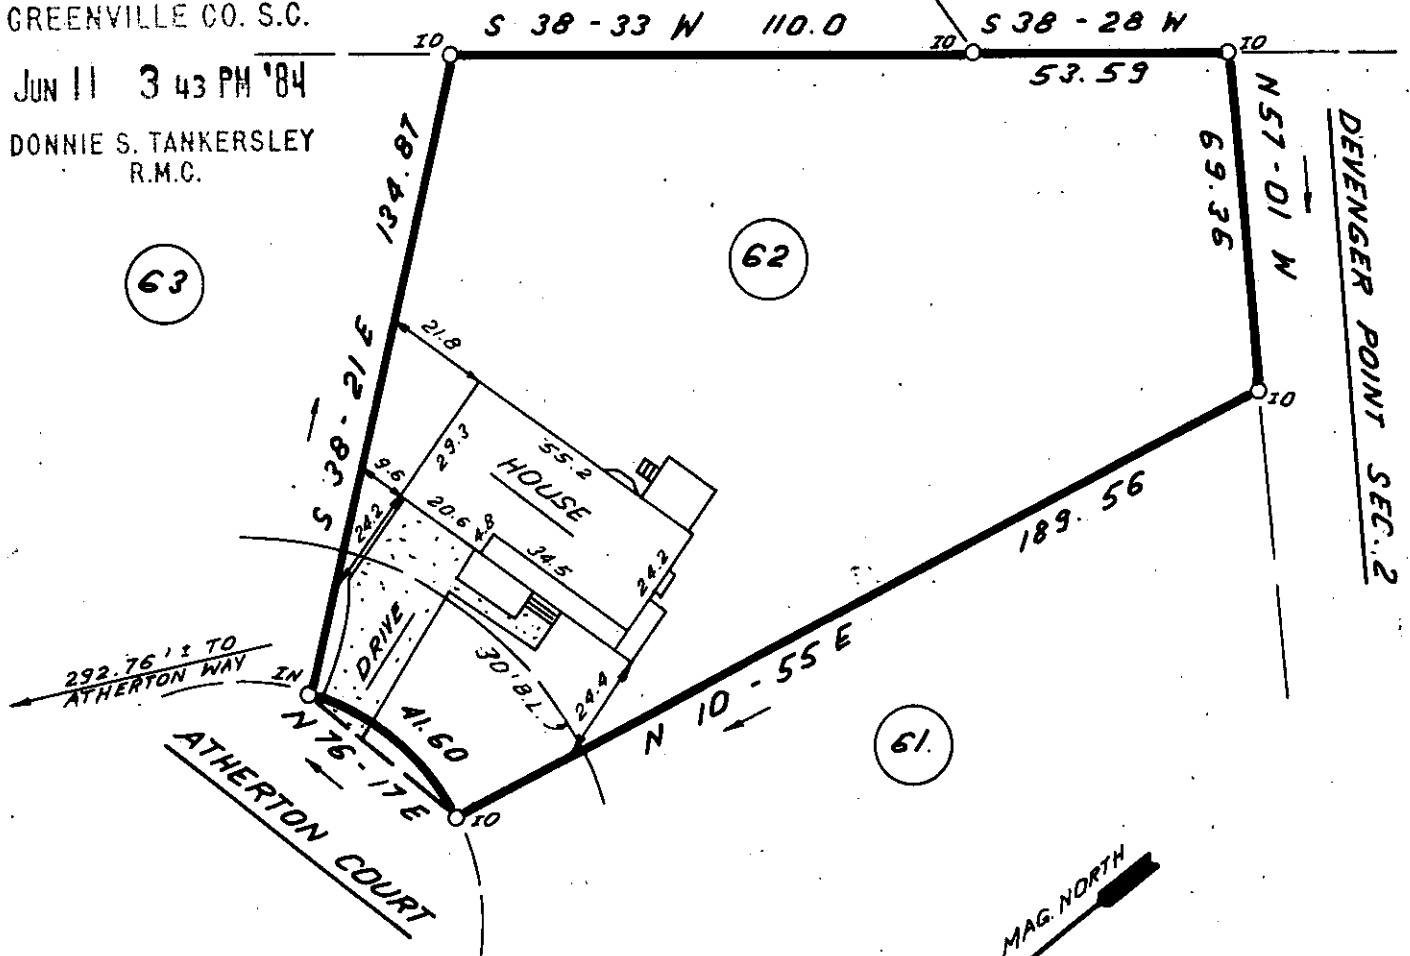 GREENVILLE CO. S.C.
JUN 11 3 43 PM '84
DONNIE S. TANKERSLEY
R.M.C.
S 38-33 W 110.0
S 38-28 W
53.59
IO
IO
IO
N 57-01 W
69.36
DEVENGER POINT SEC. 2
134.87
S 38-21 E
63
62
21.8
29.3
55.2
HOUSE
9.6
24.2
20.6
4.8
34.5
24.2
IO
189.56
N 10-55 E
DRIVE
30' B.L.
24.4
292.76'± TO
ATHERTON WAY
IN
41.60
N 76-17 E
IO
61.
ATHERTON COURT
MAG. NORTH